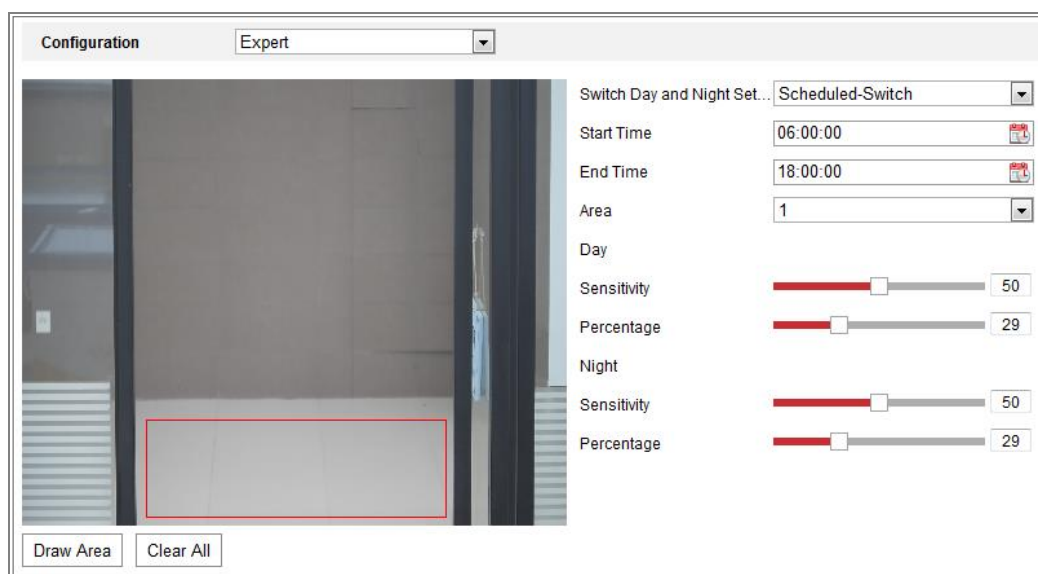 Configuration Expert
Switch Day and Night Set... Scheduled-Switch
Start Time 06:00:00
End Time 18:00:00
Area 1
Day
Sensitivity 50
Percentage 29
Night
Sensitivity 50
Percentage 29
Draw Area Clear All